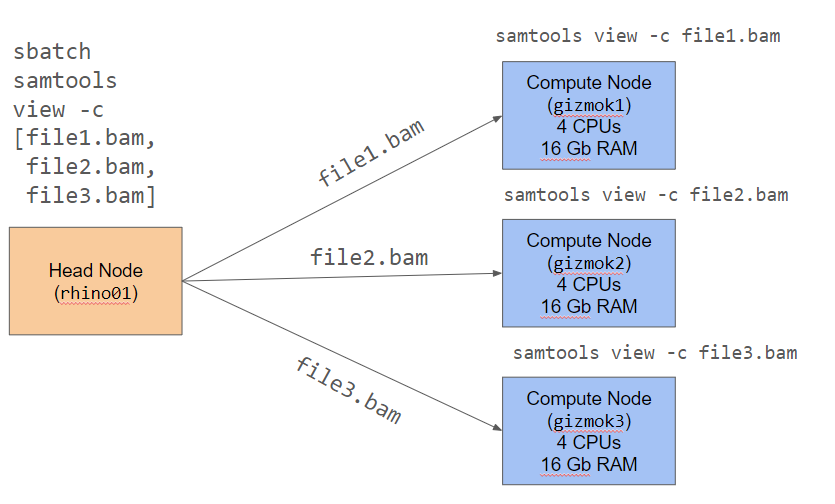 sbatch
samtools
view -c
[file1.bam,
file2.bam,
file3.bam]
Head Node
(rhino01)
file1.bam
file2.bam
file3.bam
samtools view -c file1.bam
Compute Node
(gizmok1)
4 CPUs
16 Gb RAM
samtools view -c file2.bam
Compute Node
(gizmok2)
4 CPUs
16 Gb RAM
samtools view -c file3.bam
Compute Node
(gizmok3)
4 CPUs
16 Gb RAM